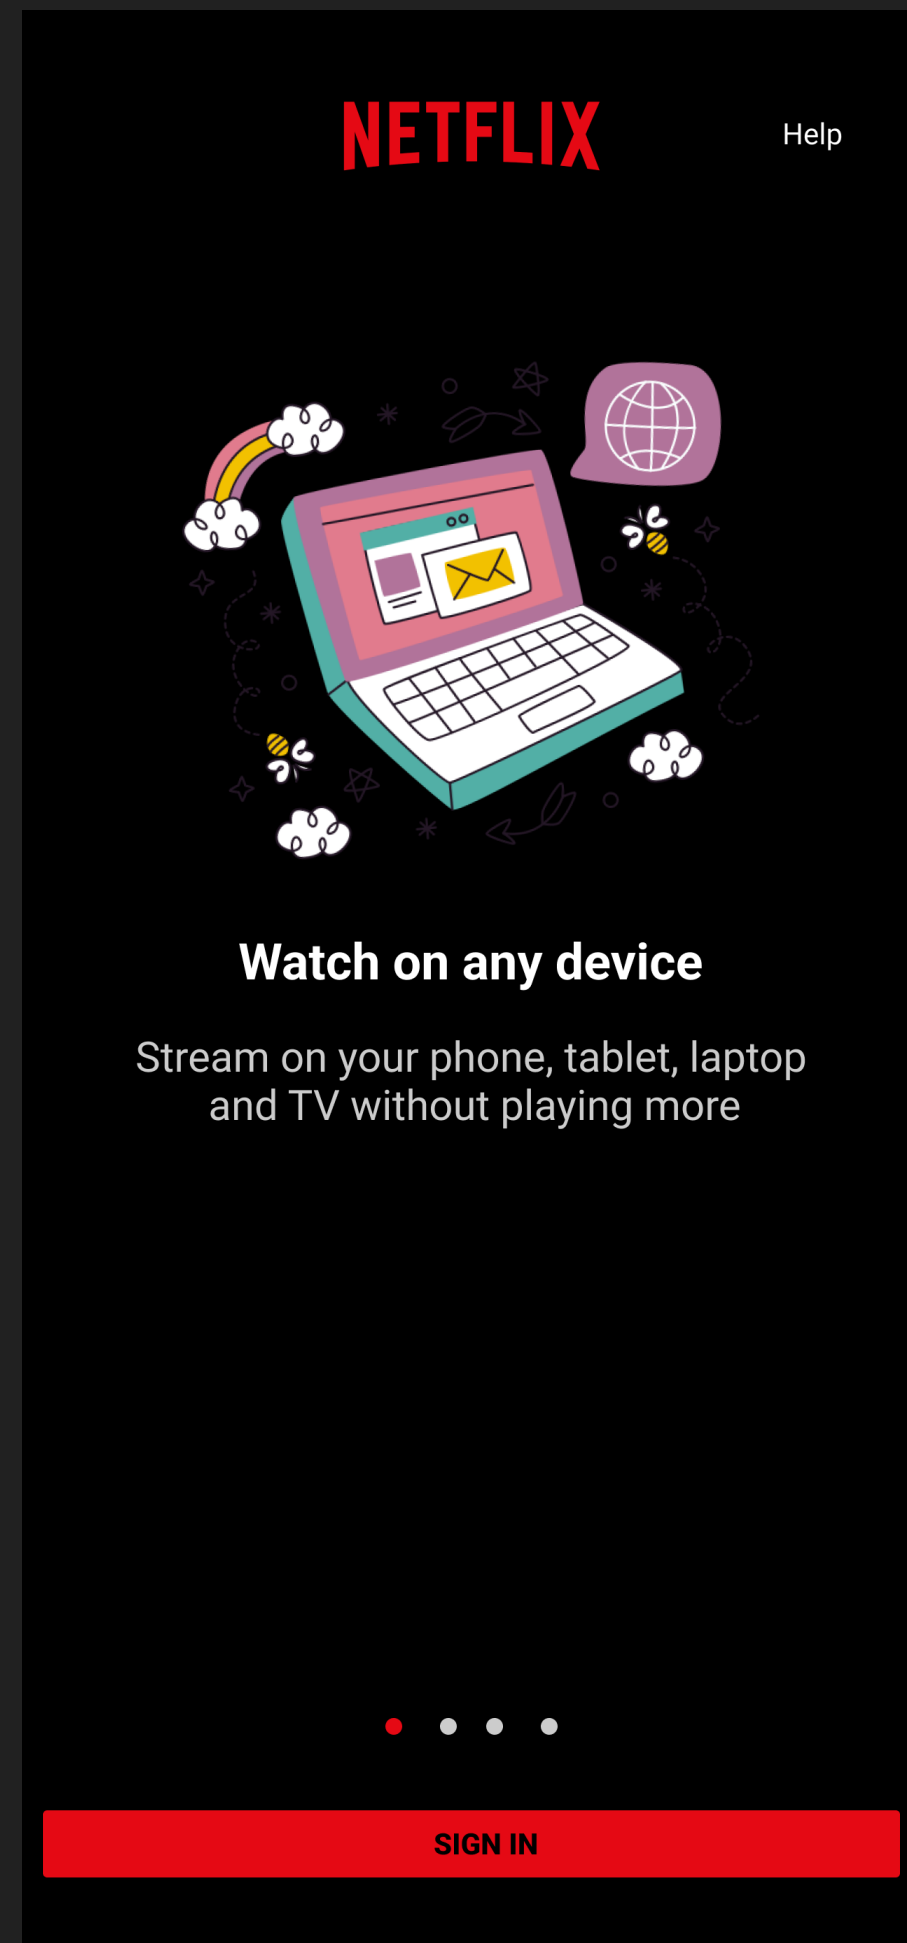 NETFLIX
Help
Watch on any device
Stream on your phone, tablet, laptop
and TV without playing more
SIGN IN